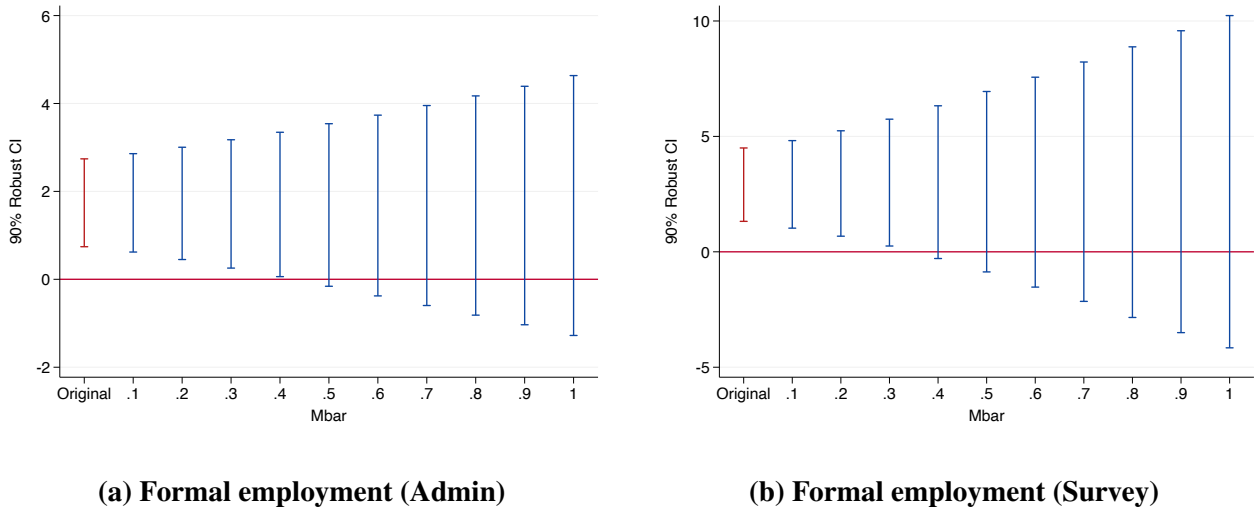 6
4
2
0
-2
90% Robust CI
Original .1 .2 .3 .4 .5 .6 .7 .8 .9 1
Mbar
(a) Formal employment (Admin)
10
5
0
-5
90% Robust CI
Original .1 .2 .3 .4 .5 .6 .7 .8 .9 1
Mbar
(b) Formal employment (Survey)